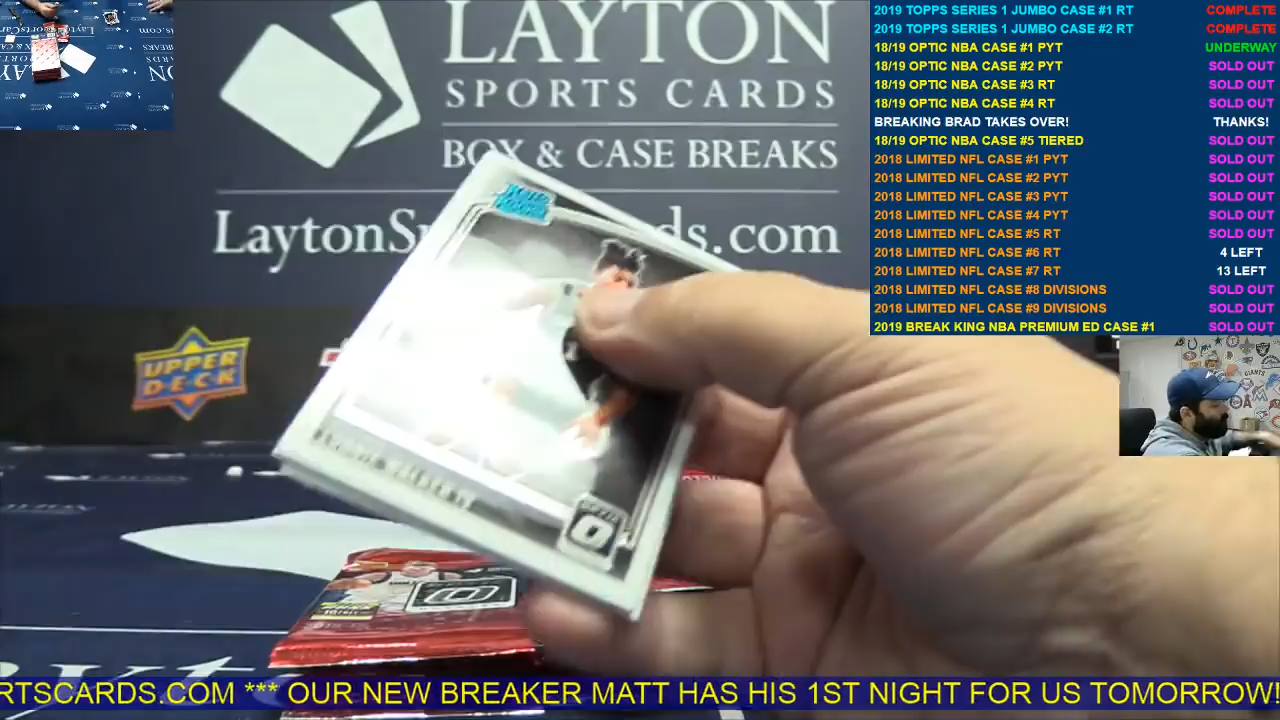 LAYTON
SPORTS CARDS
BOX & CASE BREAKS
UPPER
DECK
O
2019 TOPPS SERIES 1 JUMBO CASE #1 RT COMPLETE
2019 TOPPS SERIES 1 JUMBO CASE #2 RT COMPLETE
18/19 OPTIC NBA CASE #1 PYT UNDERWAY
18/19 OPTIC NBA CASE #2 PYT SOLD OUT
18/19 OPTIC NBA CASE #3 RT SOLD OUT
18/19 OPTIC NBA CASE #4 RT SOLD OUT
BREAKING BRAD TAKES OVER! THANKS!
18/19 OPTIC NBA CASE #5 TIERED SOLD OUT
2018 LIMITED NFL CASE #1 PYT SOLD OUT
2018 LIMITED NFL CASE #2 PYT SOLD OUT
2018 LIMITED NFL CASE #3 PYT SOLD OUT
2018 LIMITED NFL CASE #4 PYT SOLD OUT
2018 LIMITED NFL CASE #5 RT SOLD OUT
2018 LIMITED NFL CASE #6 RT 4 LEFT
2018 LIMITED NFL CASE #7 RT 13 LEFT
2018 LIMITED NFL CASE #8 DIVISIONS SOLD OUT
2018 LIMITED NFL CASE #9 DIVISIONS SOLD OUT
2019 BREAK KING NBA PREMIUM ED CASE #1 SOLD OUT
RTSCARDS.COM *** OUR NEW BREAKER MATT HAS HIS 1ST NIGHT FOR US TOMORROW!